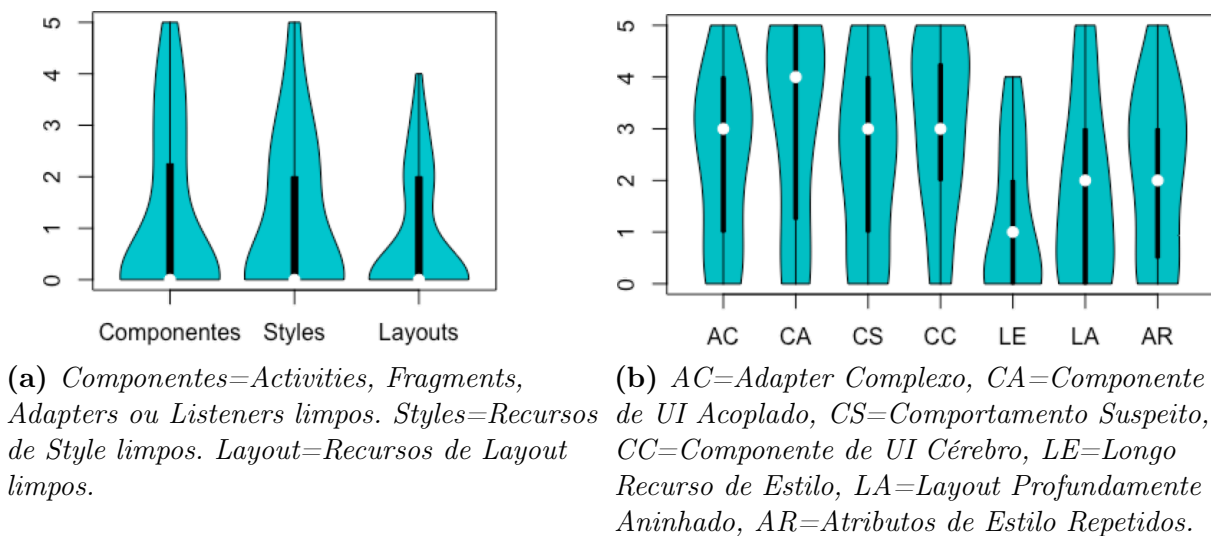 5
4
3
2
1
0
Componentes Styles Layouts
(a) Componentes=Activities, Fragments,
Adapters ou Listeners limpos. Styles=Recursos
de Style limpos. Layout=Recursos de Layout
limpos.
5
4
3
2
1
0
AC CA CS CC LE LA AR
(b) AC=Adapter Complexo, CA=Componente
de UI Acoplado, CS=Comportamento Suspeito,
CC=Componente de UI Cérebro, LE=Longo
Recurso de Estilo, LA=Layout Profundamente
Aninhado, AR=Atributos de Estilo Repetidos.